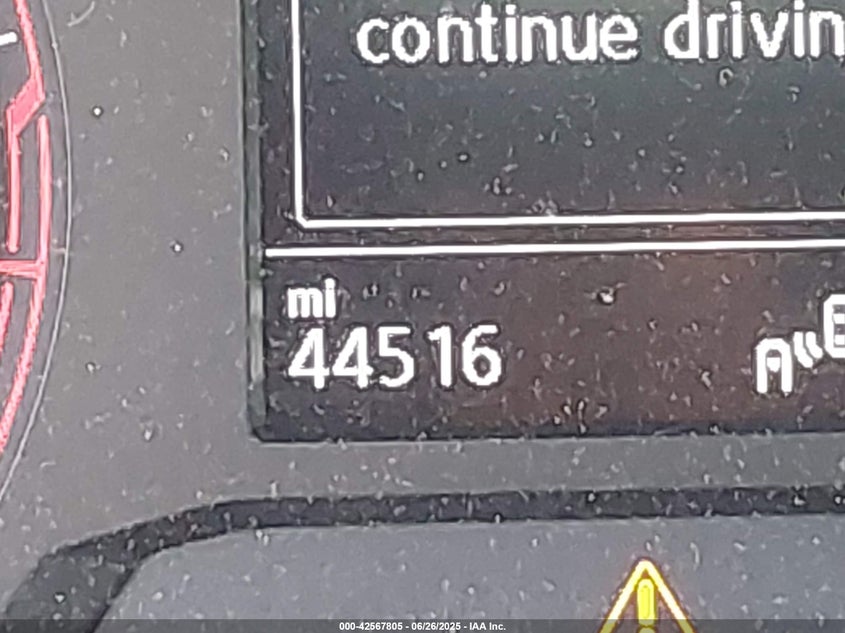 continue drivin
mi
44516
000-42567805 - 06/26/2025 - IAA Inc.